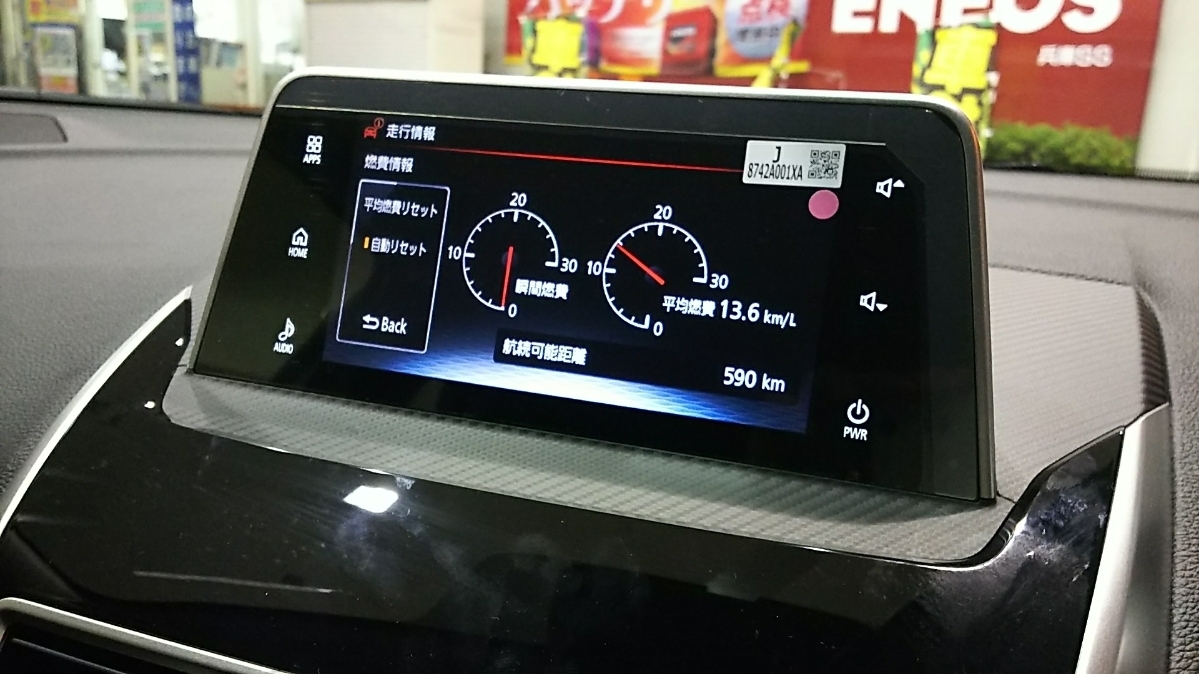 ENEOS
兵庫SS
走行情報
J
8742A001XA
APPS
燃費情報
平均燃費リセット
自動リセット
Back
HOME
AUDIO
20
10
30
瞬間燃費
0
20
10
30
平均燃費 13.6 km/L
0
航続可能距離
590 km
PWR